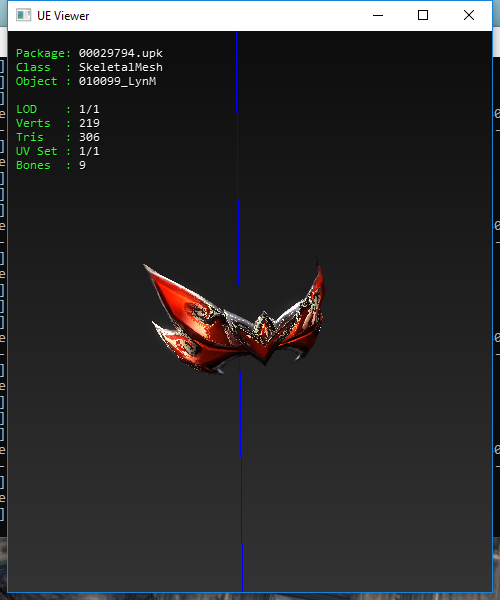 UE Viewer
Package: 00029794.upk
Class : SkeletalMesh
Object : 010099_LynM
LOD : 1/1
Verts : 219
Tris : 306
UV Set : 1/1
Bones : 9